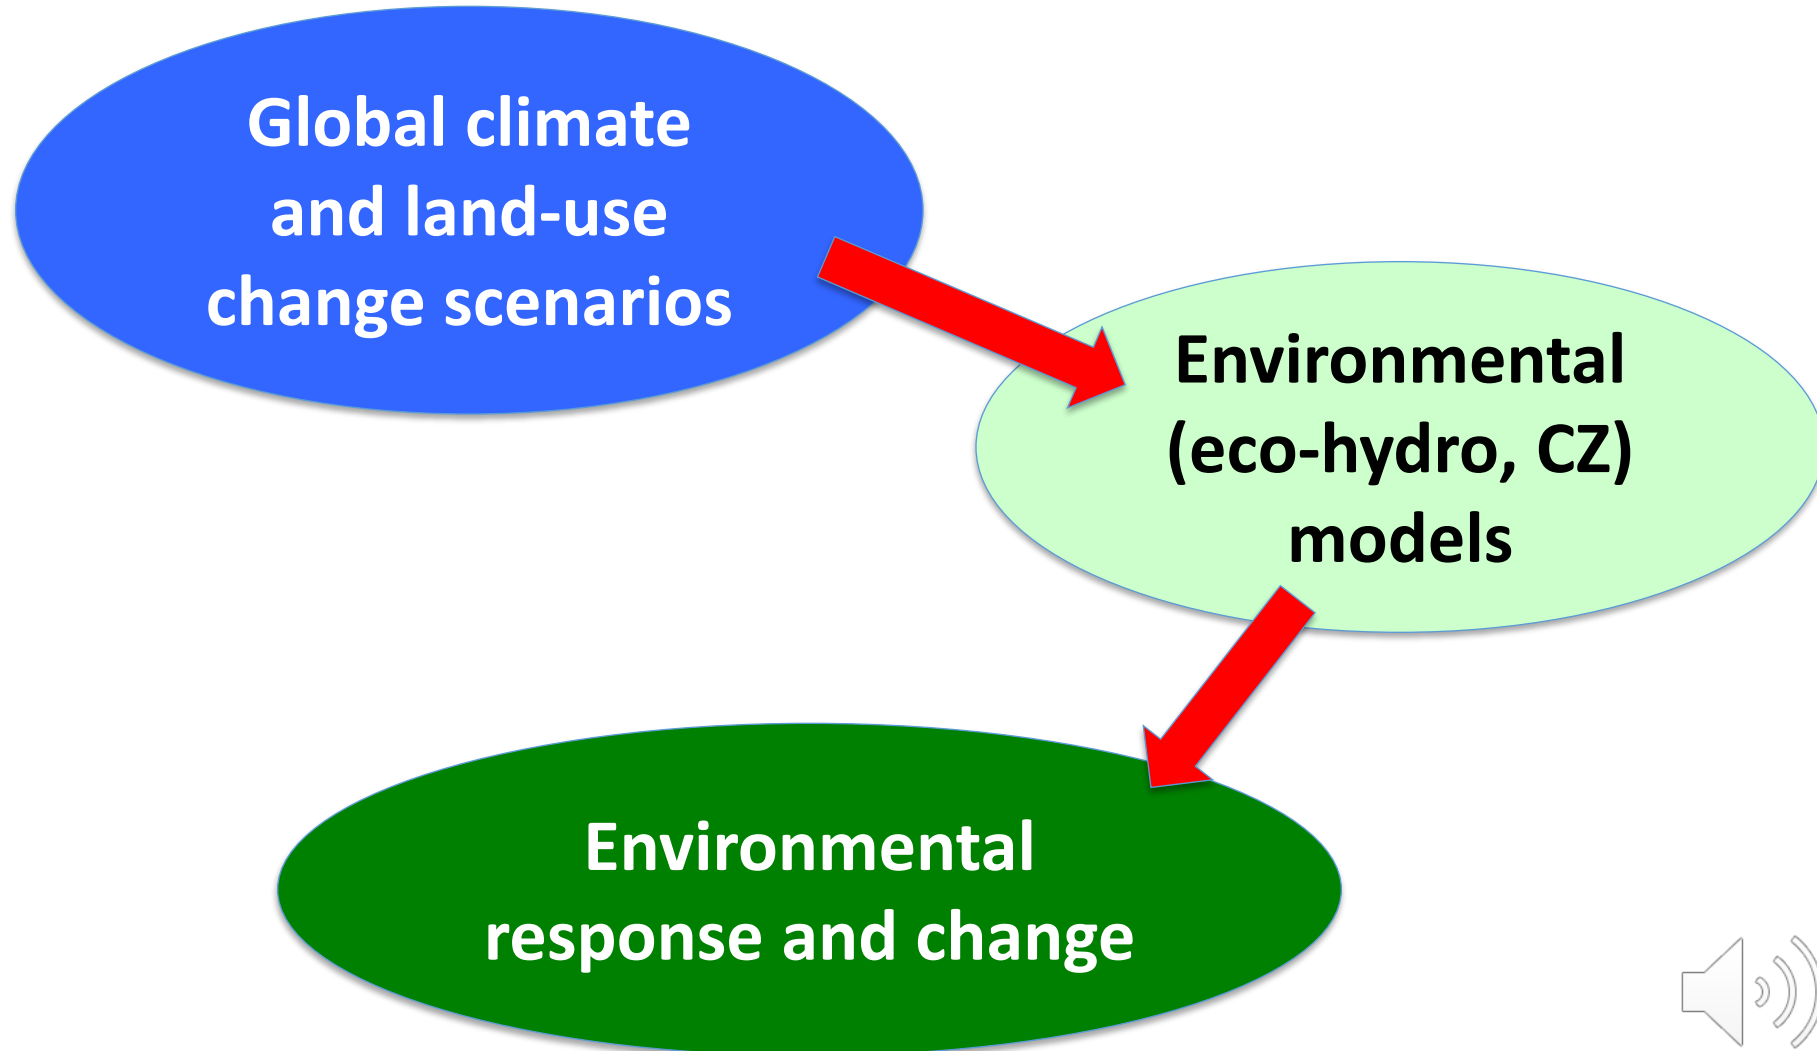 Global climate
and land-use
change scenarios
Environmental
(eco-hydro, CZ)
models
Environmental
response and change